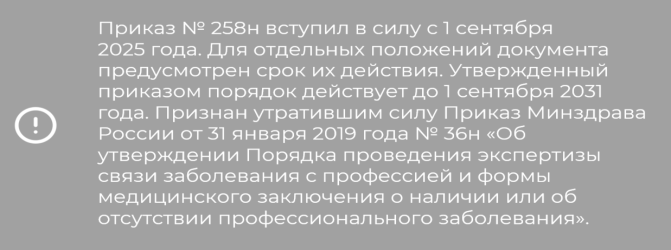 Приказ № 258н вступил в силу с 1 сентября
2025 года. Для отдельных положений документа
предусмотрен срок их действия. Утвержденный
приказом порядок действует до 1 сентября 2031
года. Признан утратившим силу Приказ Минздрава
России от 31 января 2019 года № 36н «Об
утверждении Порядка проведения экспертизы
связи заболевания с профессией и формы
медицинского заключения о наличии или об
отсутствии профессионального заболевания».